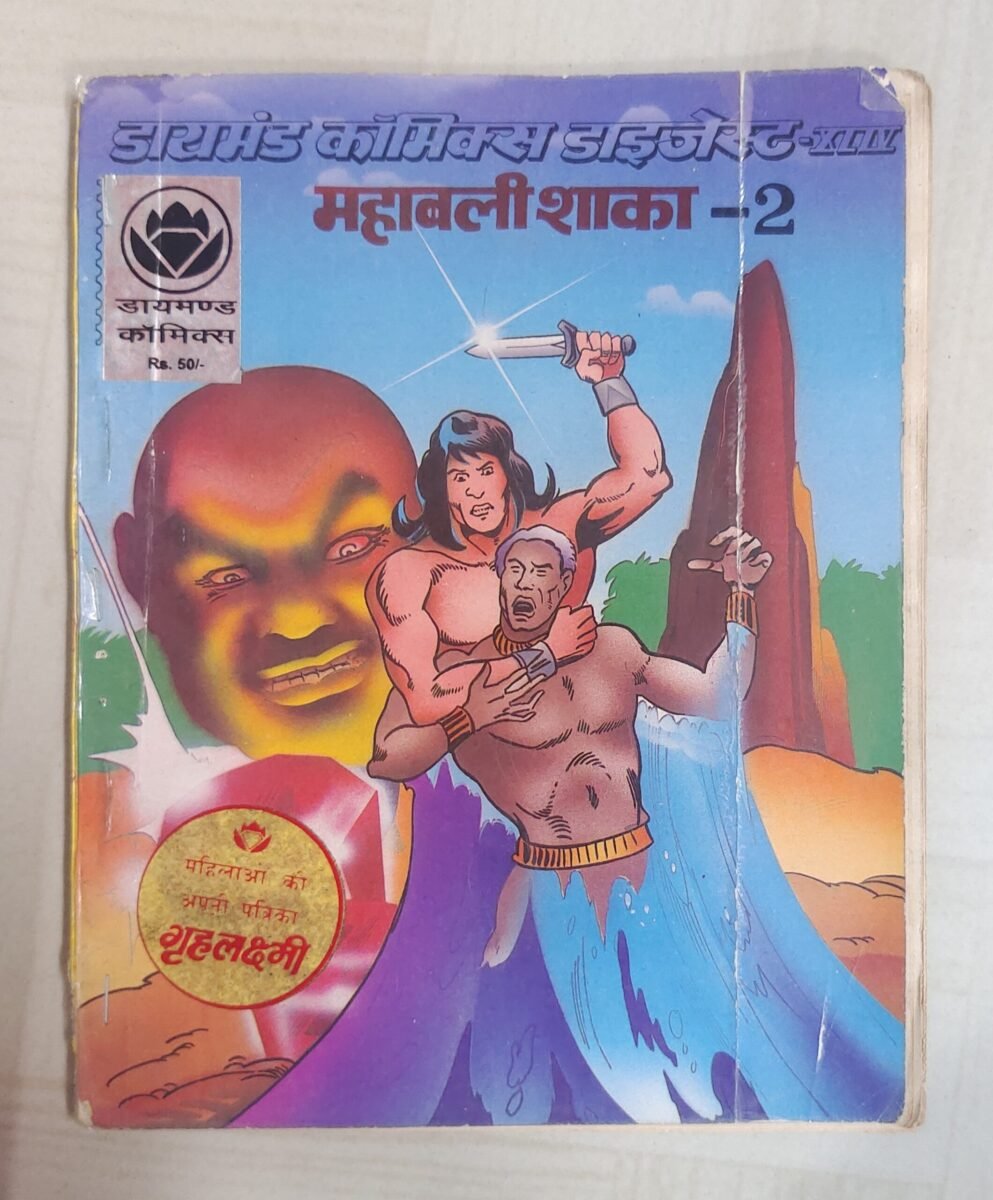 डायमंड कॉमिक्स डाइजेस्ट-XLIV
महाबली शाका -2
डायमण्ड
कॉमिक्स
Rs. 50/-
महिलाओं की
अपनी पत्रिका
गृहलक्ष्मी